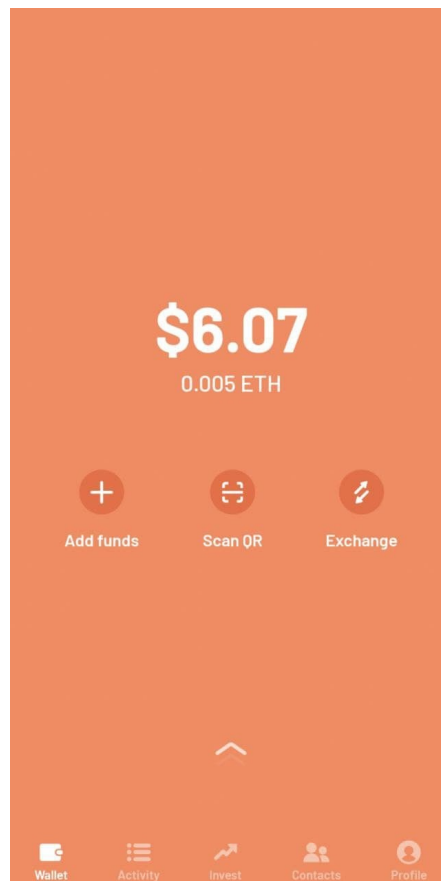 $6.07
0.005 ETH
Add funds Scan QR Exchange
Wallet Activity Invest Contacts Profile